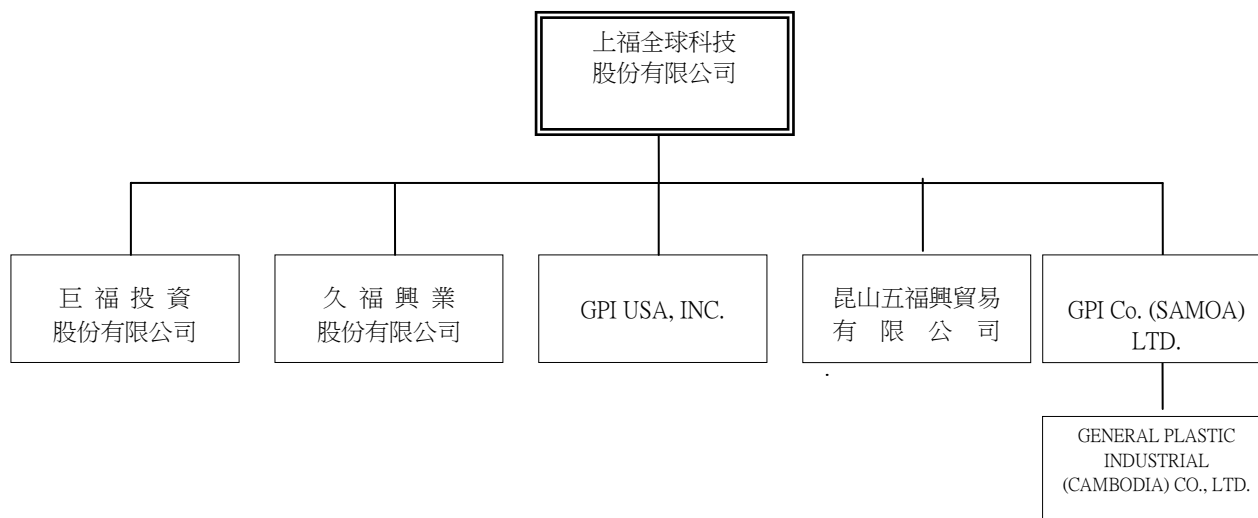 上福全球科技
股份有限公司
巨福投資
股份有限公司
久福興業
股份有限公司
GPI USA, INC.
昆山五福興貿易
有限公司
.
GPI Co. (SAMOA)
LTD.
GENERAL PLASTIC
INDUSTRIAL
(CAMBODIA) CO., LTD.